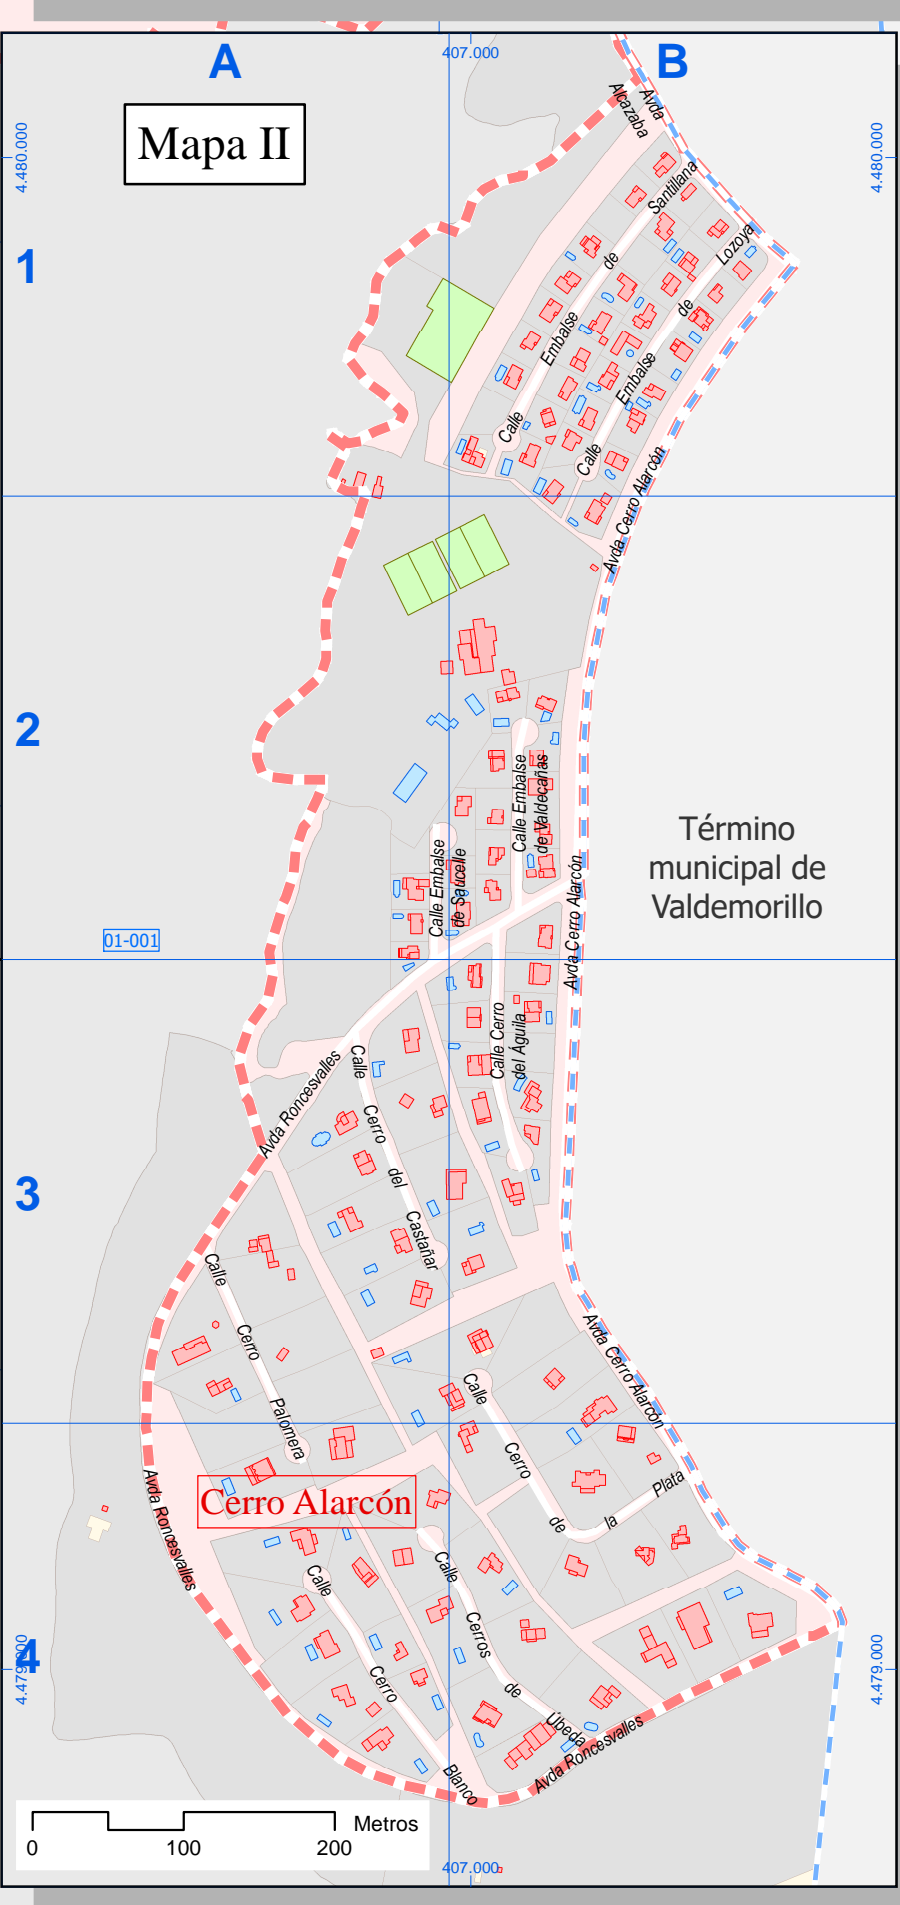 A
407.000
B
Mapa II
4.480.000
4.480.000
Avda
Alcazaba
1
Calle Embalse de Santillana
Calle Embalse de Lozoya
Avda Cerro Alarcón
2
Calle Embalse
de Valdecañas
Calle Embalse
de Saucelle
Término
municipal de
Valdemorillo
Avda Cerro Alarcón
01-001
Calle Cerro
del Águila
Avda Roncesvalles
Calle Cerro del Castañar
3
Calle Cerro Palomera
Avda Cerro Alarcón
Calle Cerro de la Plata
Avda Roncesvalles
Cerro Alarcón
Calle Cerros de Úbeda
Calle Cerro Blanco
4
4.479.000
4.479.000
Avda Roncesvalles
Metros
0 100 200
407.000